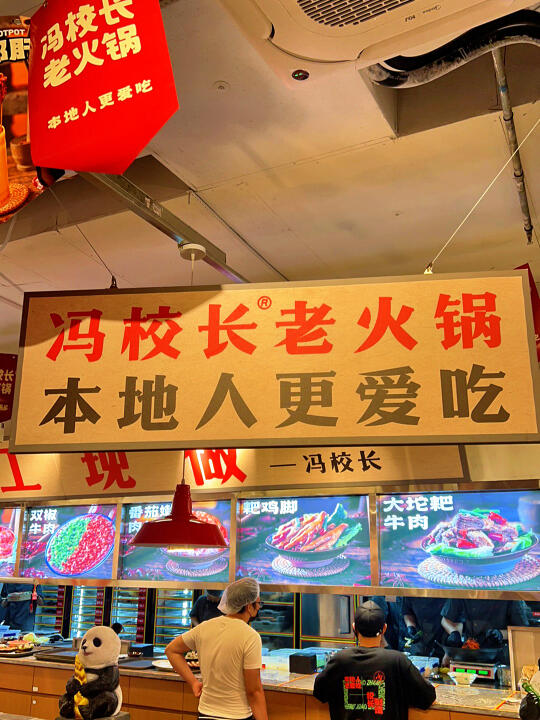 冯校长
老火锅
本地人更爱吃
冯校长®老火锅
本地人更爱吃
现做
—冯校长
双椒
牛肉
番茄
粑鸡脚
大坨粑
牛肉